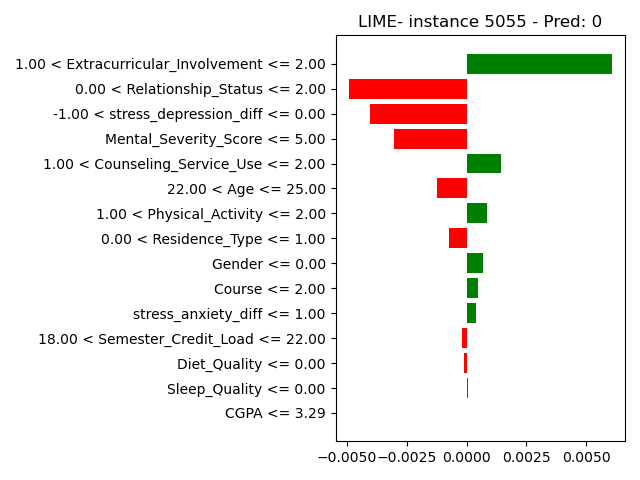 LIME- instance 5055 - Pred: 0
1.00 < Extracurricular_Involvement <= 2.00
0.00 < Relationship_Status <= 2.00
-1.00 < stress_depression_diff <= 0.00
Mental_Severity_Score <= 5.00
1.00 < Counseling_Service_Use <= 2.00
22.00 < Age <= 25.00
1.00 < Physical_Activity <= 2.00
0.00 < Residence_Type <= 1.00
Gender <= 0.00
Course <= 2.00
stress_anxiety_diff <= 1.00
18.00 < Semester_Credit_Load <= 22.00
Diet_Quality <= 0.00
Sleep_Quality <= 0.00
CGPA <= 3.29
−0.0050 −0.0025 0.0000 0.0025 0.0050